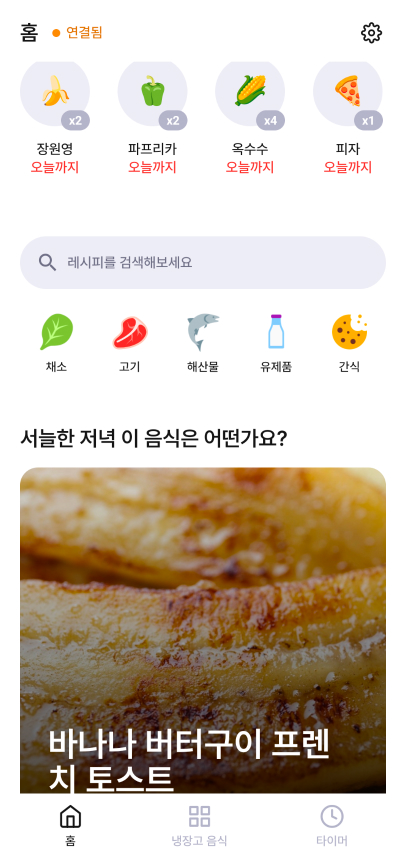 홈 연결됨
x2 x2 x4 x1
장원영 파프리카 옥수수 피자
오늘까지 오늘까지 오늘까지 오늘까지
레시피를 검색해보세요
채소 고기 해산물 유제품 간식
서늘한 저녁 이 음식은 어떤가요?
바나나 버터구이 프렌
치 토스트
홈 냉장고 음식 타이머